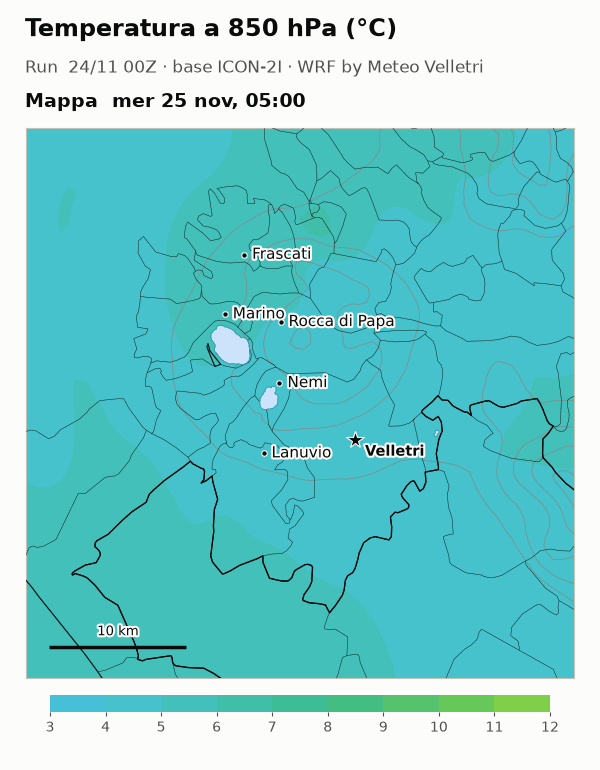 Temperatura a 850 hPa (°C)
Run  24/11 00Z · base ICON-2I · WRF by Meteo Velletri
Mappa  mer 25 nov, 05:00
Frascati
Marino
Rocca di Papa
Nemi
Velletri
Lanuvio
10 km
3 4 5 6 7 8 9 10 11 12